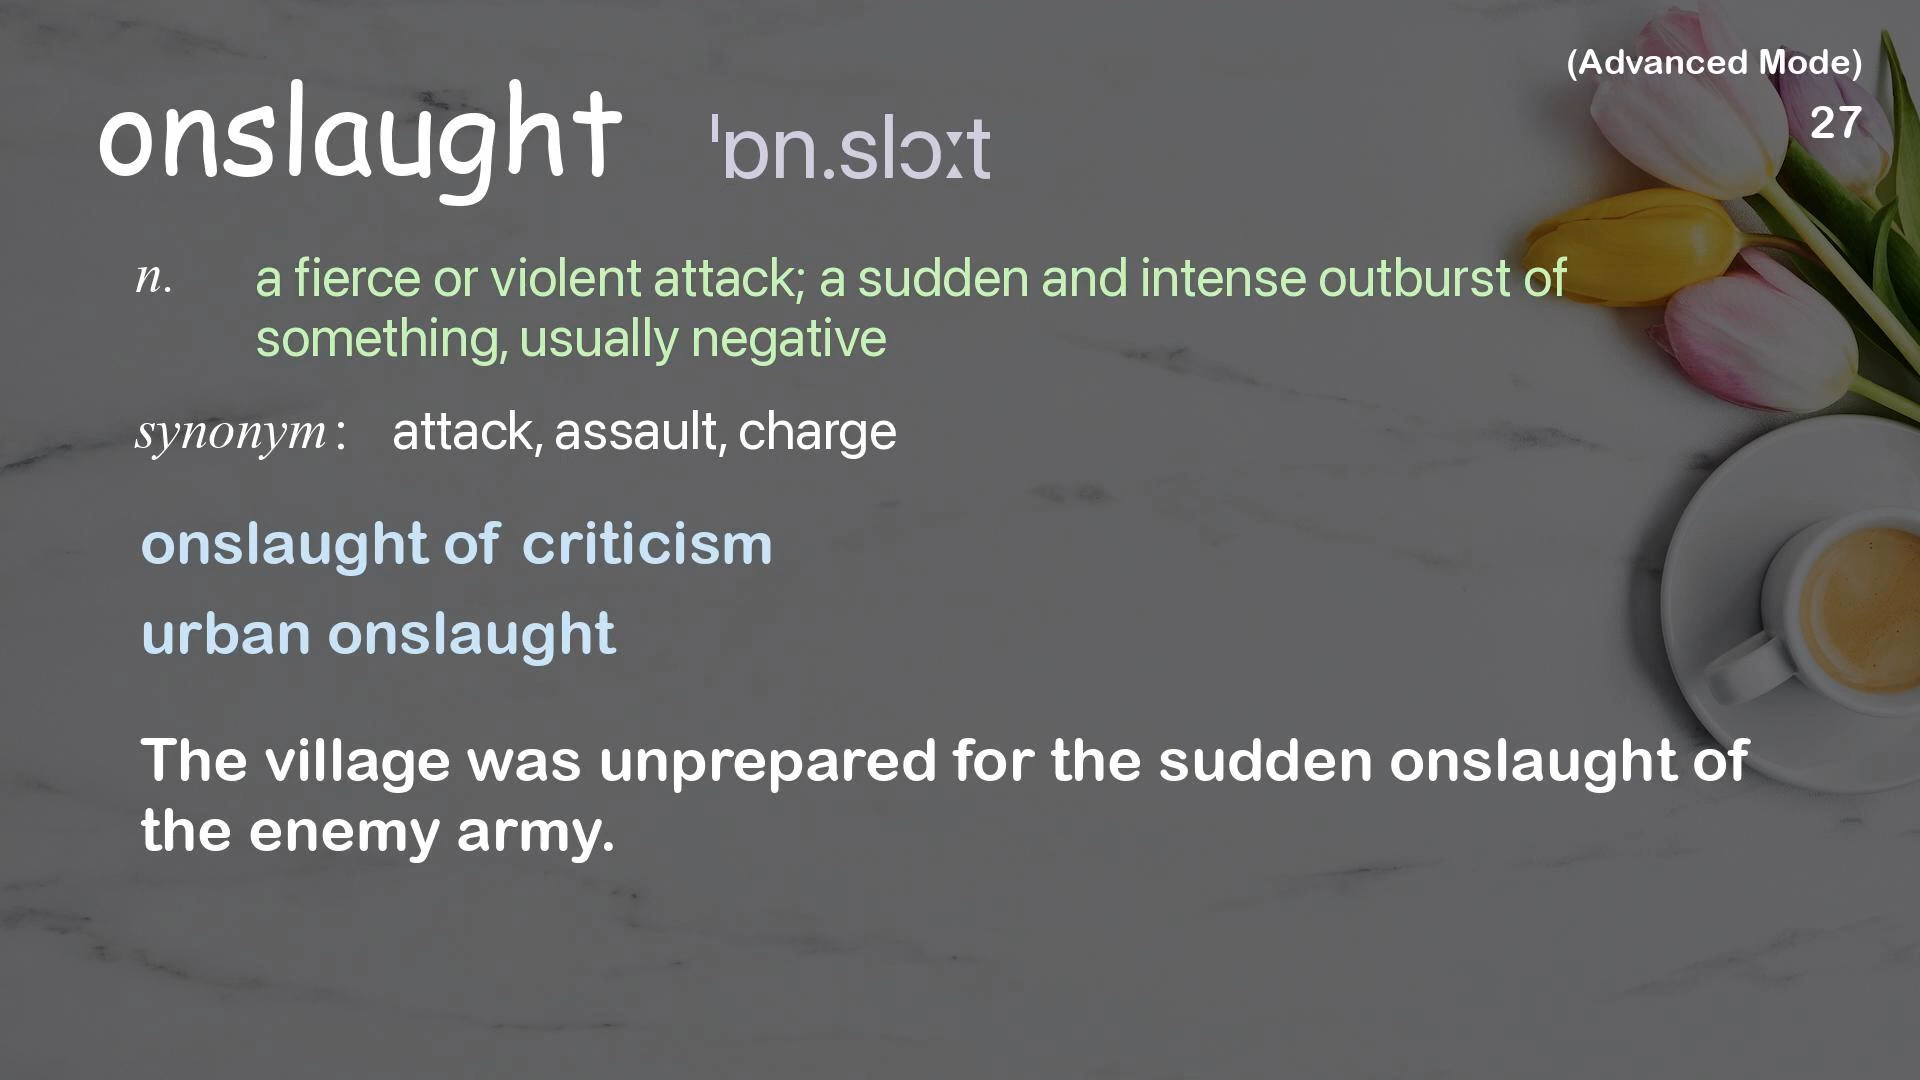 (Advanced Mode)
27
onslaught ˈɒn.slɔːt
n. a fierce or violent attack; a sudden and intense outburst of
something, usually negative
synonym: attack, assault, charge
onslaught of criticism
urban onslaught
The village was unprepared for the sudden onslaught of
the enemy army.